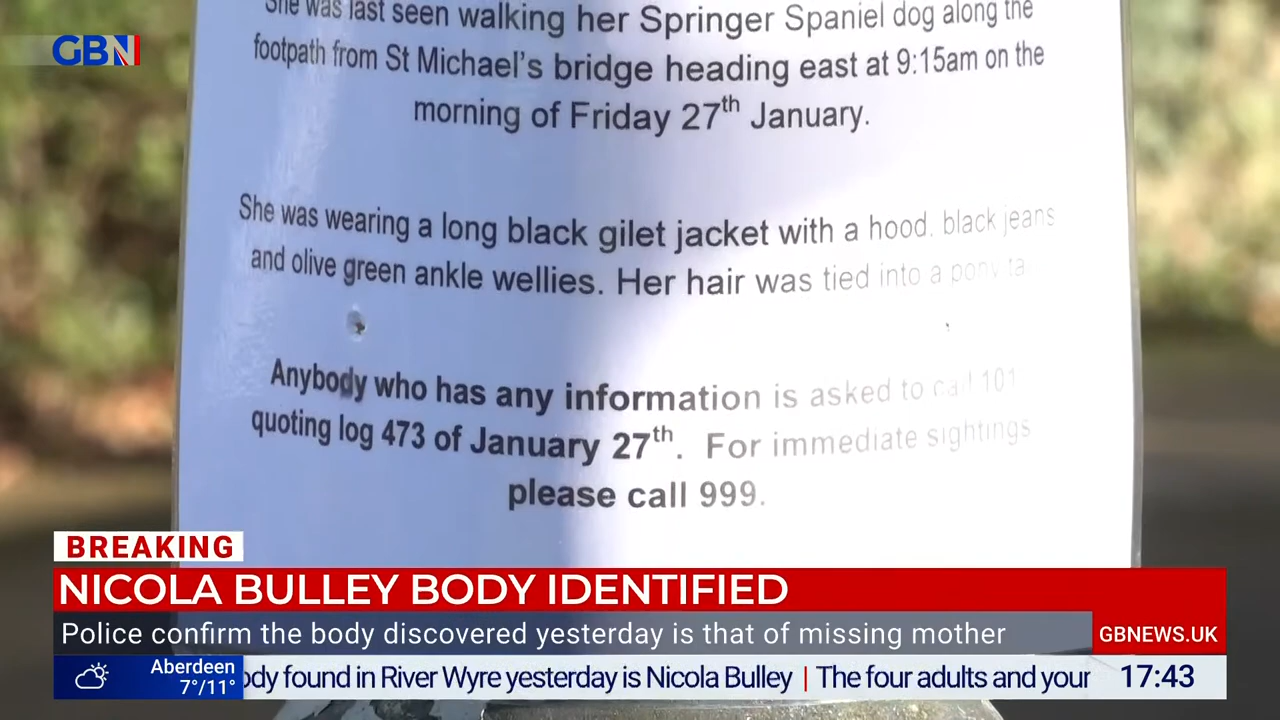 GBN
She was last seen walking her Springer Spaniel dog along the
footpath from St Michael's bridge heading east at 9:15am on the
morning of Friday 27th January.
She was wearing a long black gilet jacket with a hood, black jeans
and olive green ankle wellies. Her hair was tied into a pony
Anybody who has any information is asked to call 101
quoting log 473 of January 27th. For immediate sightings
please call 999.
BREAKING
NICOLA BULLEY BODY IDENTIFIED
Police confirm the body discovered yesterday is that of missing mother
GBNEWS.UK
Aberdeen
7°/11°
ody found in River Wyre yesterday is Nicola Bulley | The four adults and your
17:43